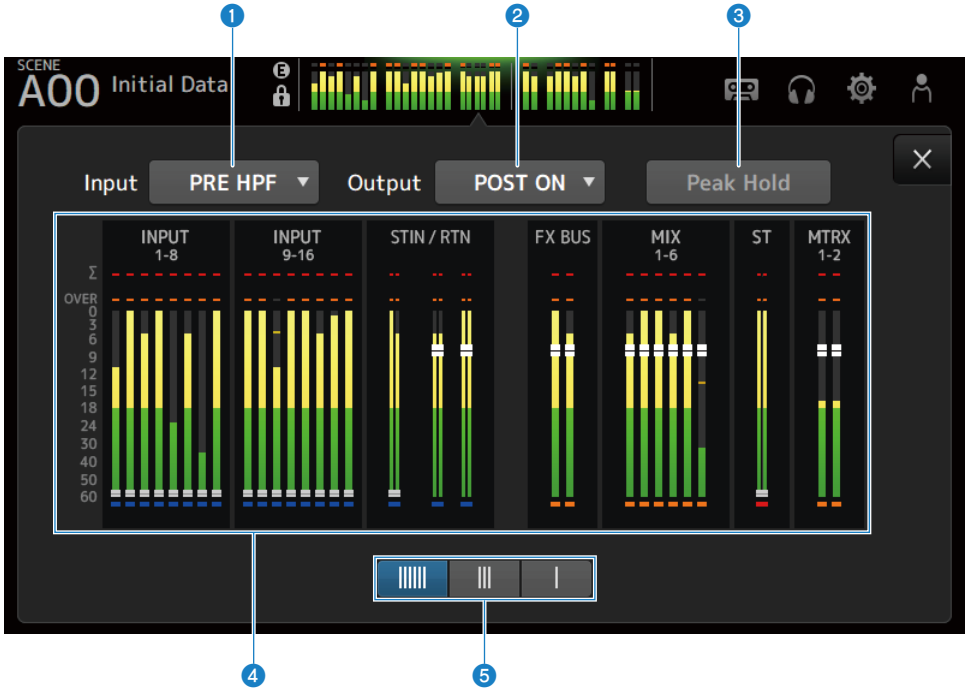 1 2 3
SCENE
A00 Initial Data E
Input PRE HPF ▼ Output POST ON ▼ Peak Hold
INPUT INPUT STIN / RTN FX BUS MIX ST MTRX
1-8 9-16 1-6 1-2
Σ
OVER
0
3
6
9
12
15
18
24
30
40
50
60
4 5